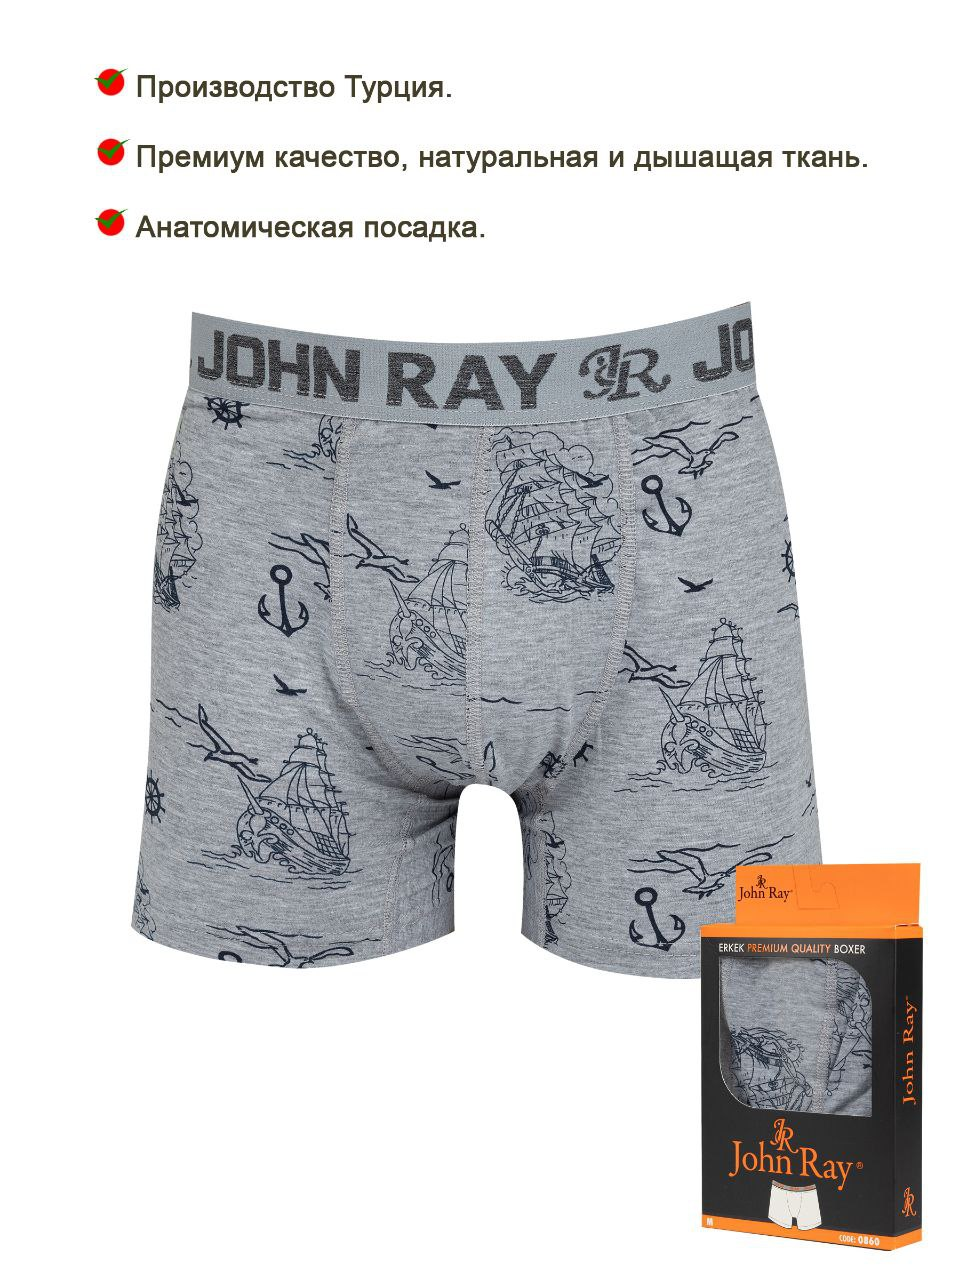 Производство Турция.
Премиум качество, натуральная и дышащая ткань.
Анатомическая посадка.
JOHN RAY JR JO
JR
John Ray®
ERKEK PREMIUM QUALITY BOXER
John Ray®
JR
John Ray®
JR
M
CODE: 0860